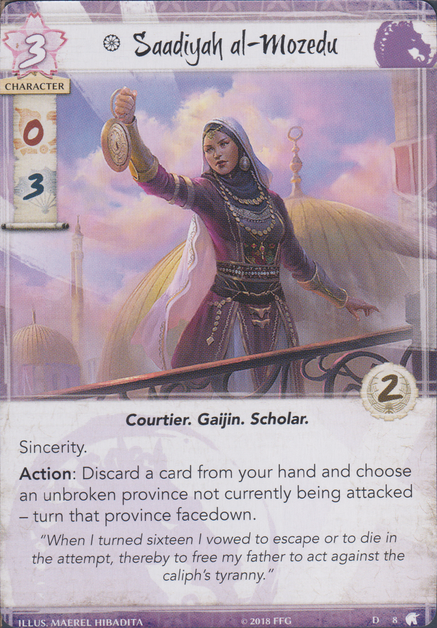 3
Saadiyah al-Mozedu
CHARACTER
0
3
2
Courtier. Gaijin. Scholar.
Sincerity.
Action: Discard a card from your hand and choose
an unbroken province not currently being attacked
– turn that province facedown.
“When I turned sixteen I vowed to escape or to die in
the attempt, thereby to free my father to act against the
caliph’s tyranny.”
ILLUS. MAEREL HIBADITA ©2018 FFG D 8